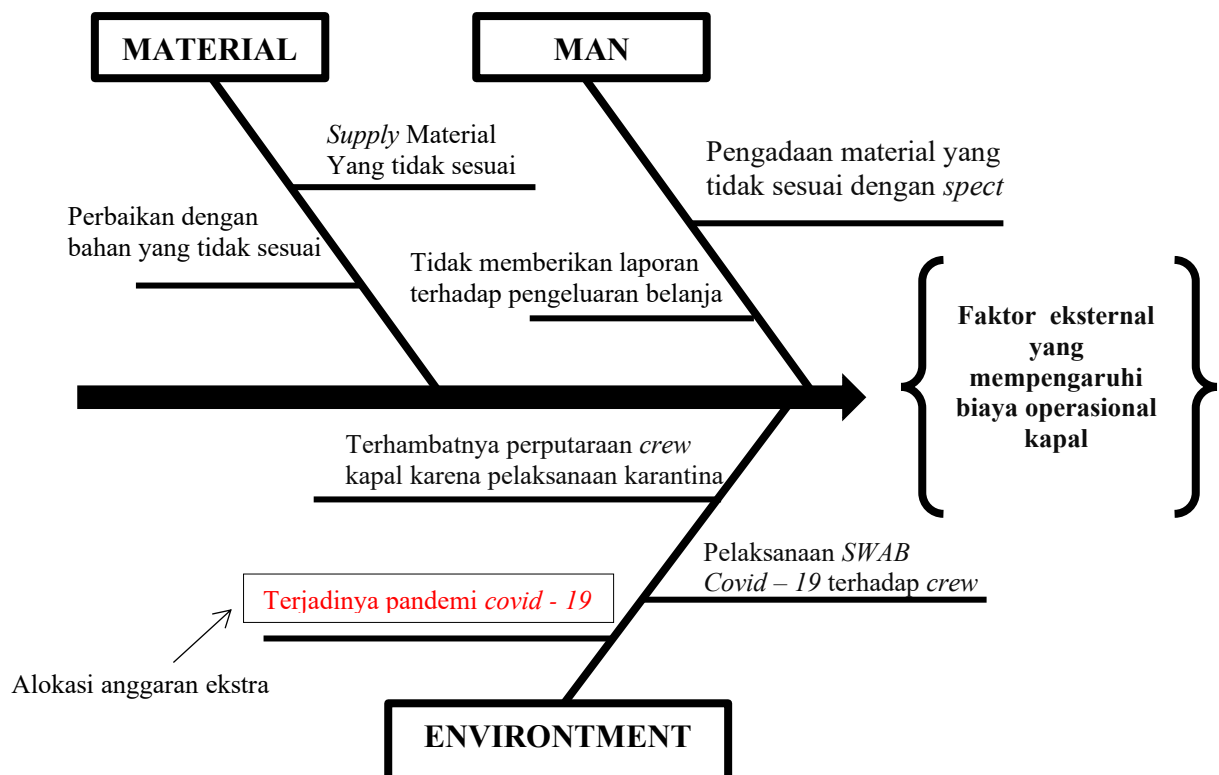 MATERIAL
MAN
Supply Material
Yang tidak sesuai
Pengadaan material yang
tidak sesuai dengan spect
Perbaikan dengan
bahan yang tidak sesuai
Tidak memberikan laporan
terhadap pengeluaran belanja
Faktor eksternal
yang
mempengaruhi
biaya operasional
kapal
Terhambatnya perputaraan crew
kapal karena pelaksanaan karantina
Pelaksanaan SWAB
Covid – 19 terhadap crew
Terjadinya pandemi covid - 19
Alokasi anggaran ekstra
ENVIRONTMENT